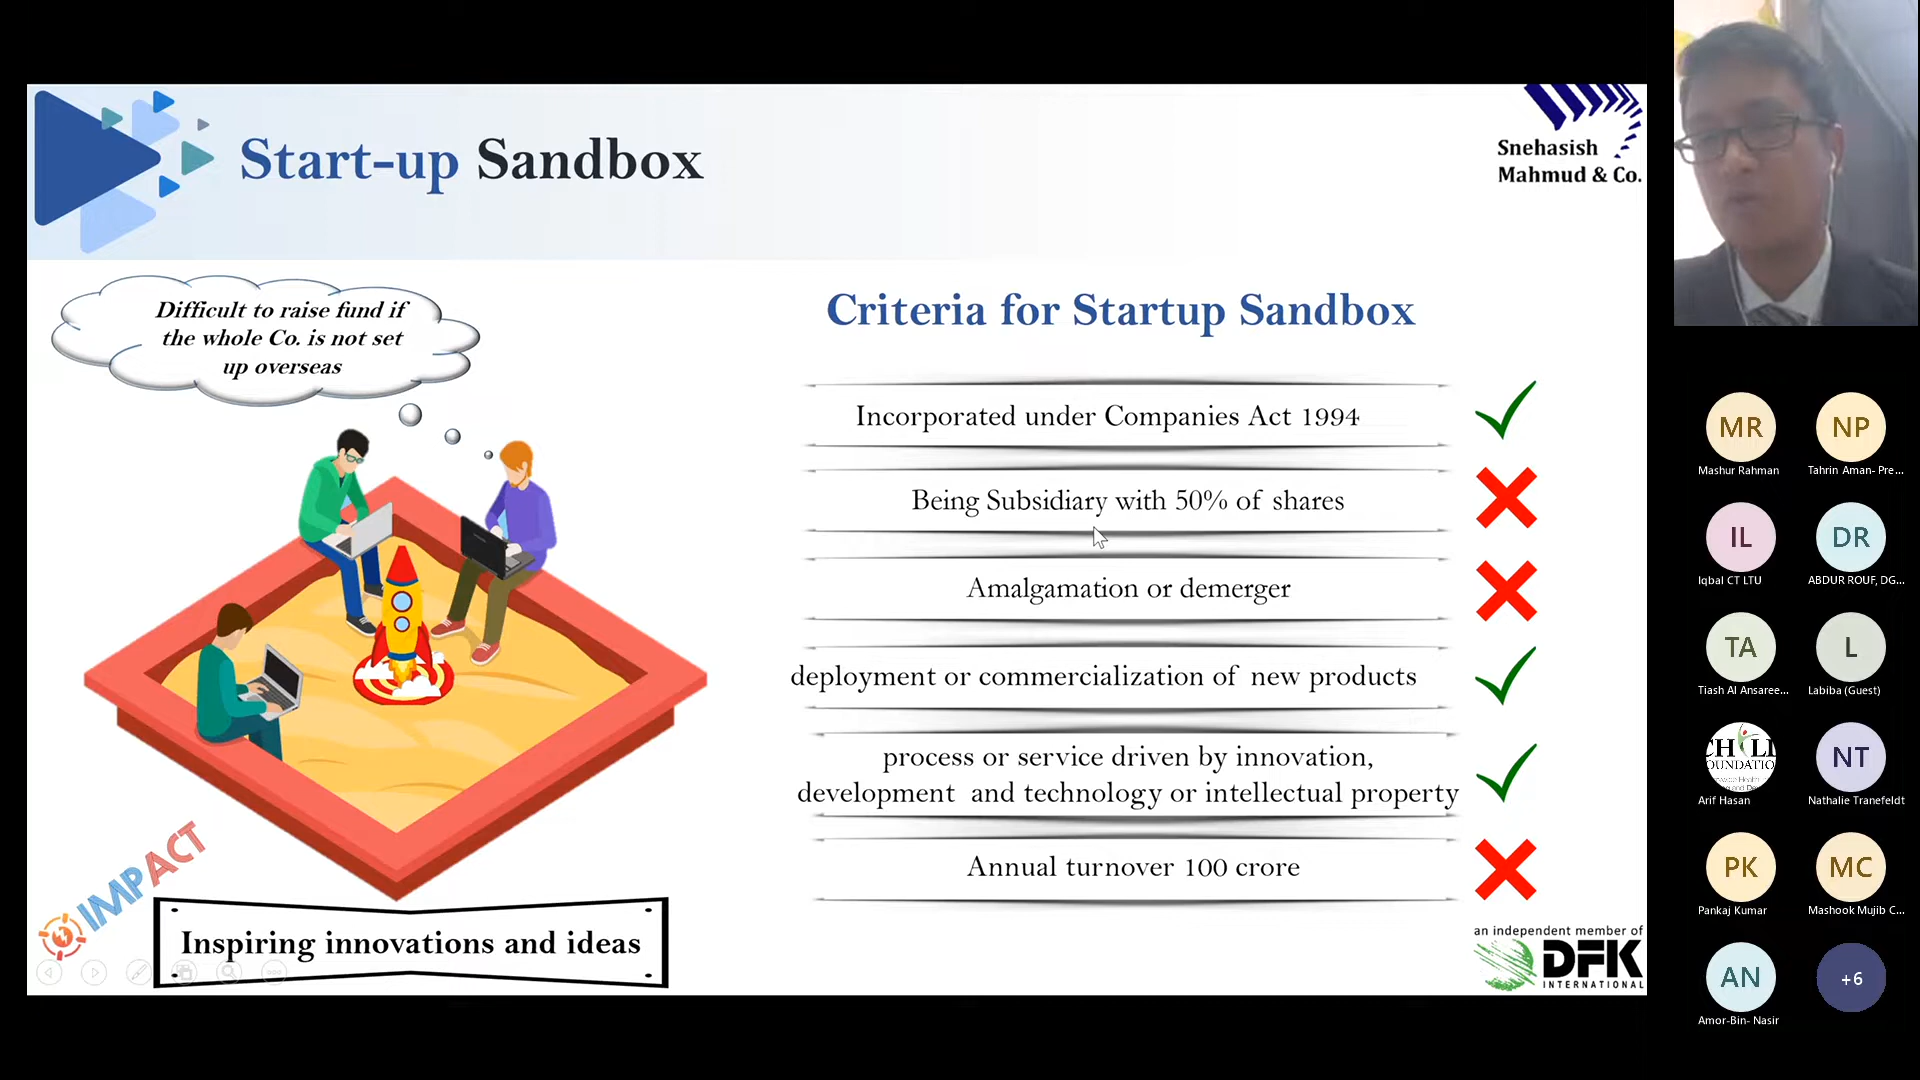 Start-up Sandbox
Snehasish
Mahmud & Co.
Difficult to raise fund if
the whole Co. is not set
up overseas
Criteria for Startup Sandbox
Incorporated under Companies Act 1994
Being Subsidiary with 50% of shares
Amalgamation or demerger
deployment or commercialization of new products
process or service driven by innovation,
development and technology or intellectual property
Annual turnover 100 crore
IMPACT
Inspiring innovations and ideas
an independent member of
DFK
INTERNATIONAL
MR
Mashur Rahman
NP
Tahrin Aman- Pre...
IL
Iqbal CT LTU
DR
ABDUR ROUF, DG...
TA
Tiash Al Ansaree...
L
Labiba (Guest)
Arif Hasan
NT
Nathalie Tranefeldt
PK
Pankaj Kumar
MC
Mashook Mujib C...
AN
Amor-Bin- Nasir
+6